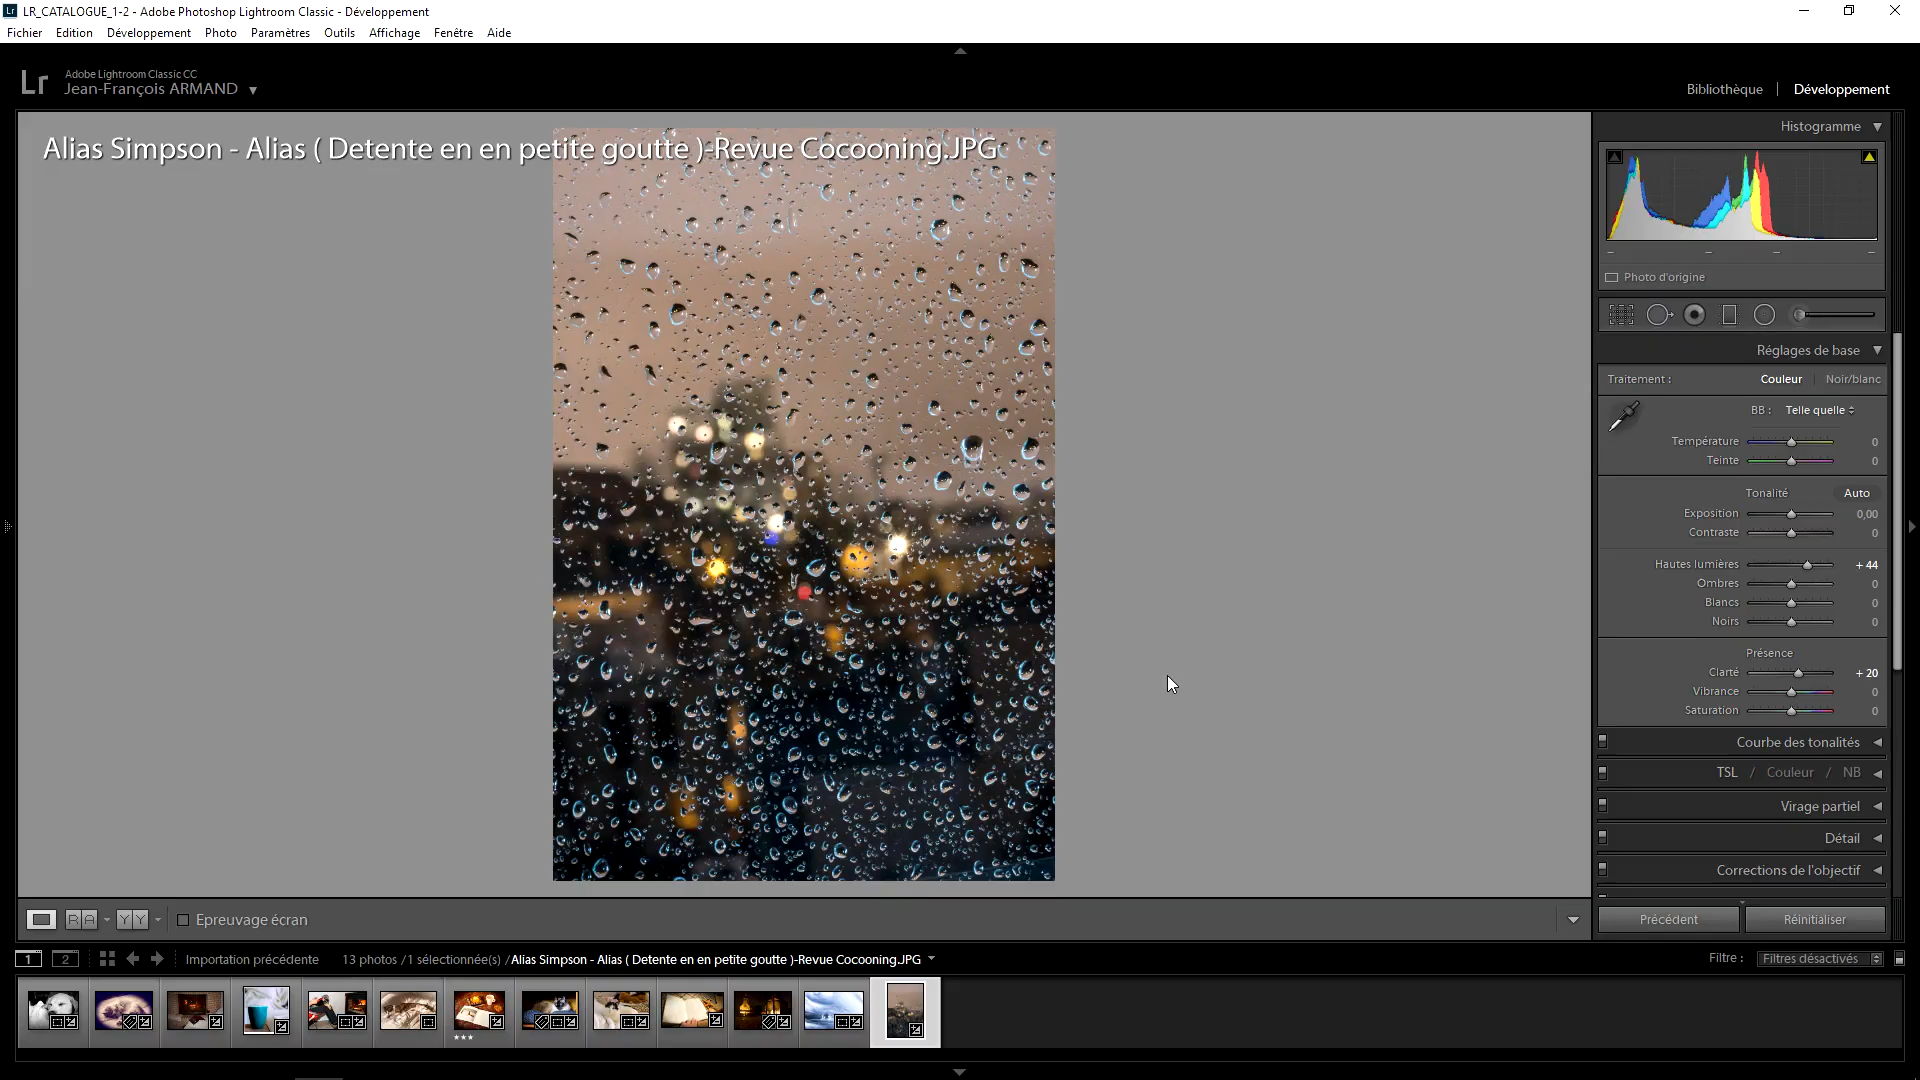 LR_CATALOGUE_1-2 - Adobe Photoshop Lightroom Classic - Développement
Fichier Edition Développement Photo Paramètres Outils Affichage Fenêtre Aide
Lr
Adobe Lightroom Classic CC
Jean-François ARMAND
Bibliothèque | Développement
Alias Simpson - Alias ( Detente en en petite goutte )-Revue Cocooning.JPG
Histogramme
Photo d'origine
Réglages de base
Traitement : Couleur Noir/blanc
BB : Telle quelle
Température 0
Teinte 0
Tonalité Auto
Exposition 0,00
Contraste 0
Hautes lumières + 44
Ombres 0
Blancs 0
Noirs 0
Présence
Clarté + 20
Vibrance 0
Saturation 0
Courbe des tonalités
TSL / Couleur / NB
Virage partiel
Détail
Corrections de l'objectif
R A Y Y Epreuvage écran
Précédent Réinitialiser
1 2 Importation précédente 13 photos /1 sélectionnée(s) /Alias Simpson - Alias ( Detente en en petite goutte )-Revue Cocooning.JPG
Filtre : Filtres désactivés